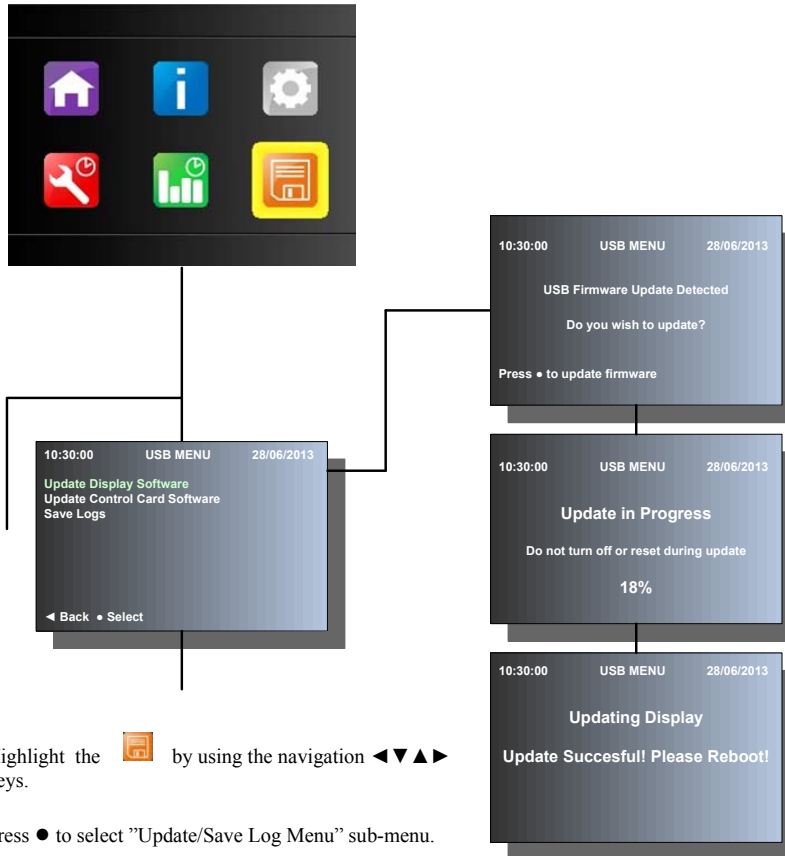 10:30:00 USB MENU 28/06/2013
USB Firmware Update Detected
Do you wish to update?
Press ● to update firmware
10:30:00 USB MENU 28/06/2013
Update Display Software
Update Control Card Software
Save Logs
◄ Back ● Select
10:30:00 USB MENU 28/06/2013
Update in Progress
Do not turn off or reset during update
18%
10:30:00 USB MENU 28/06/2013
Updating Display
Update Succesful! Please Reboot!
ighlight the by using the navigation ◄▼▲►
eys.
ress ● to select ”Update/Save Log Menu” sub-menu.